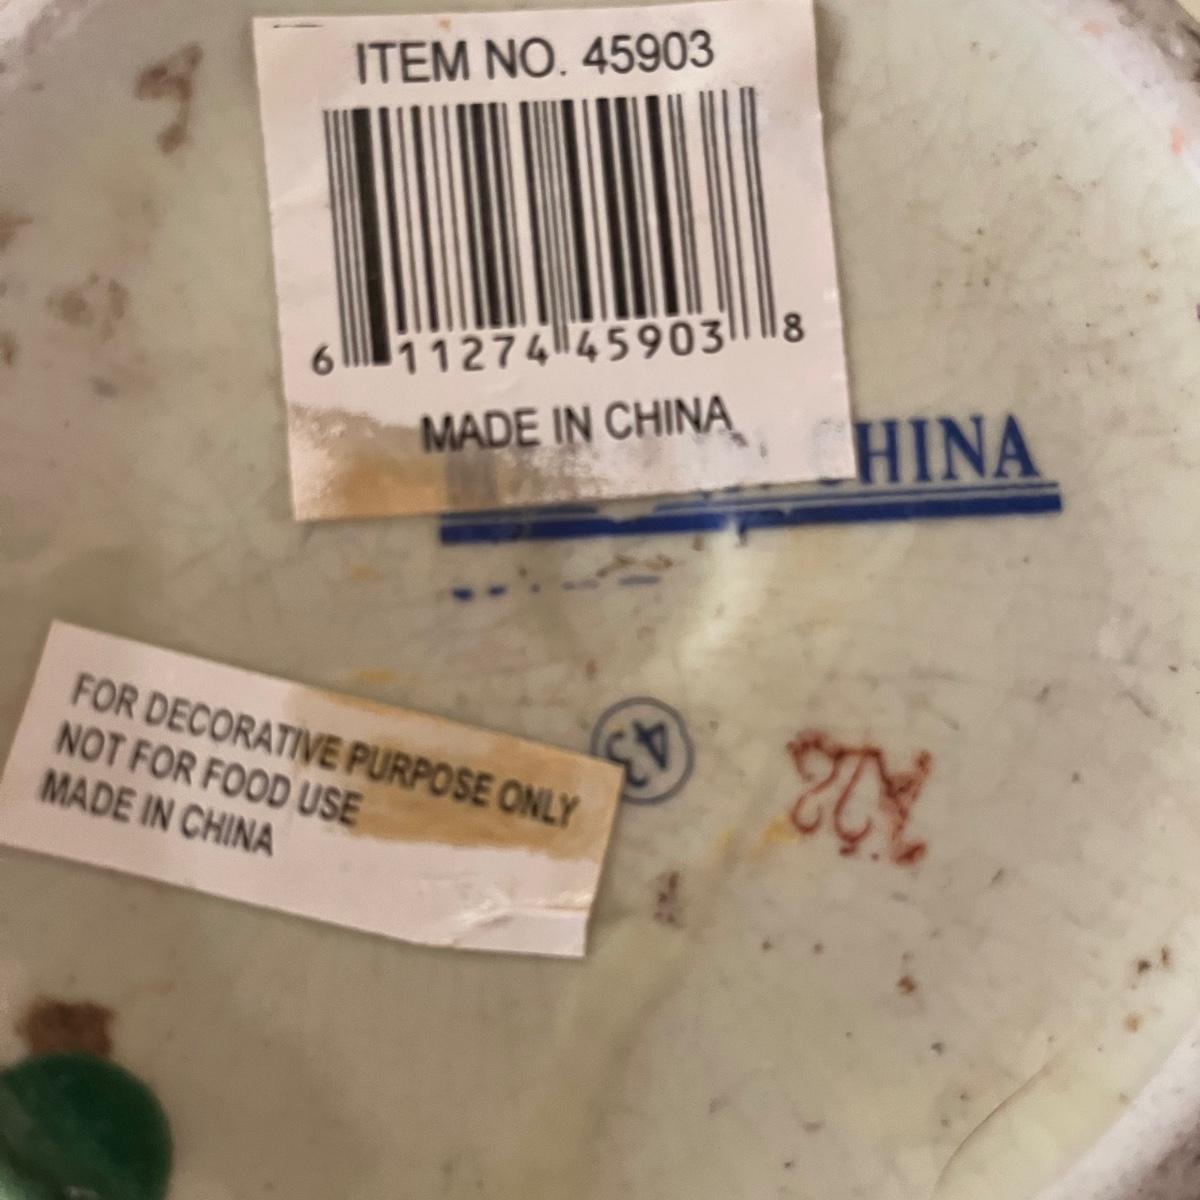 ITEM NO. 45903
6 11274 45903 8
MADE IN CHINA
HINA
FOR DECORATIVE PURPOSE ONLY
NOT FOR FOOD USE
MADE IN CHINA
43